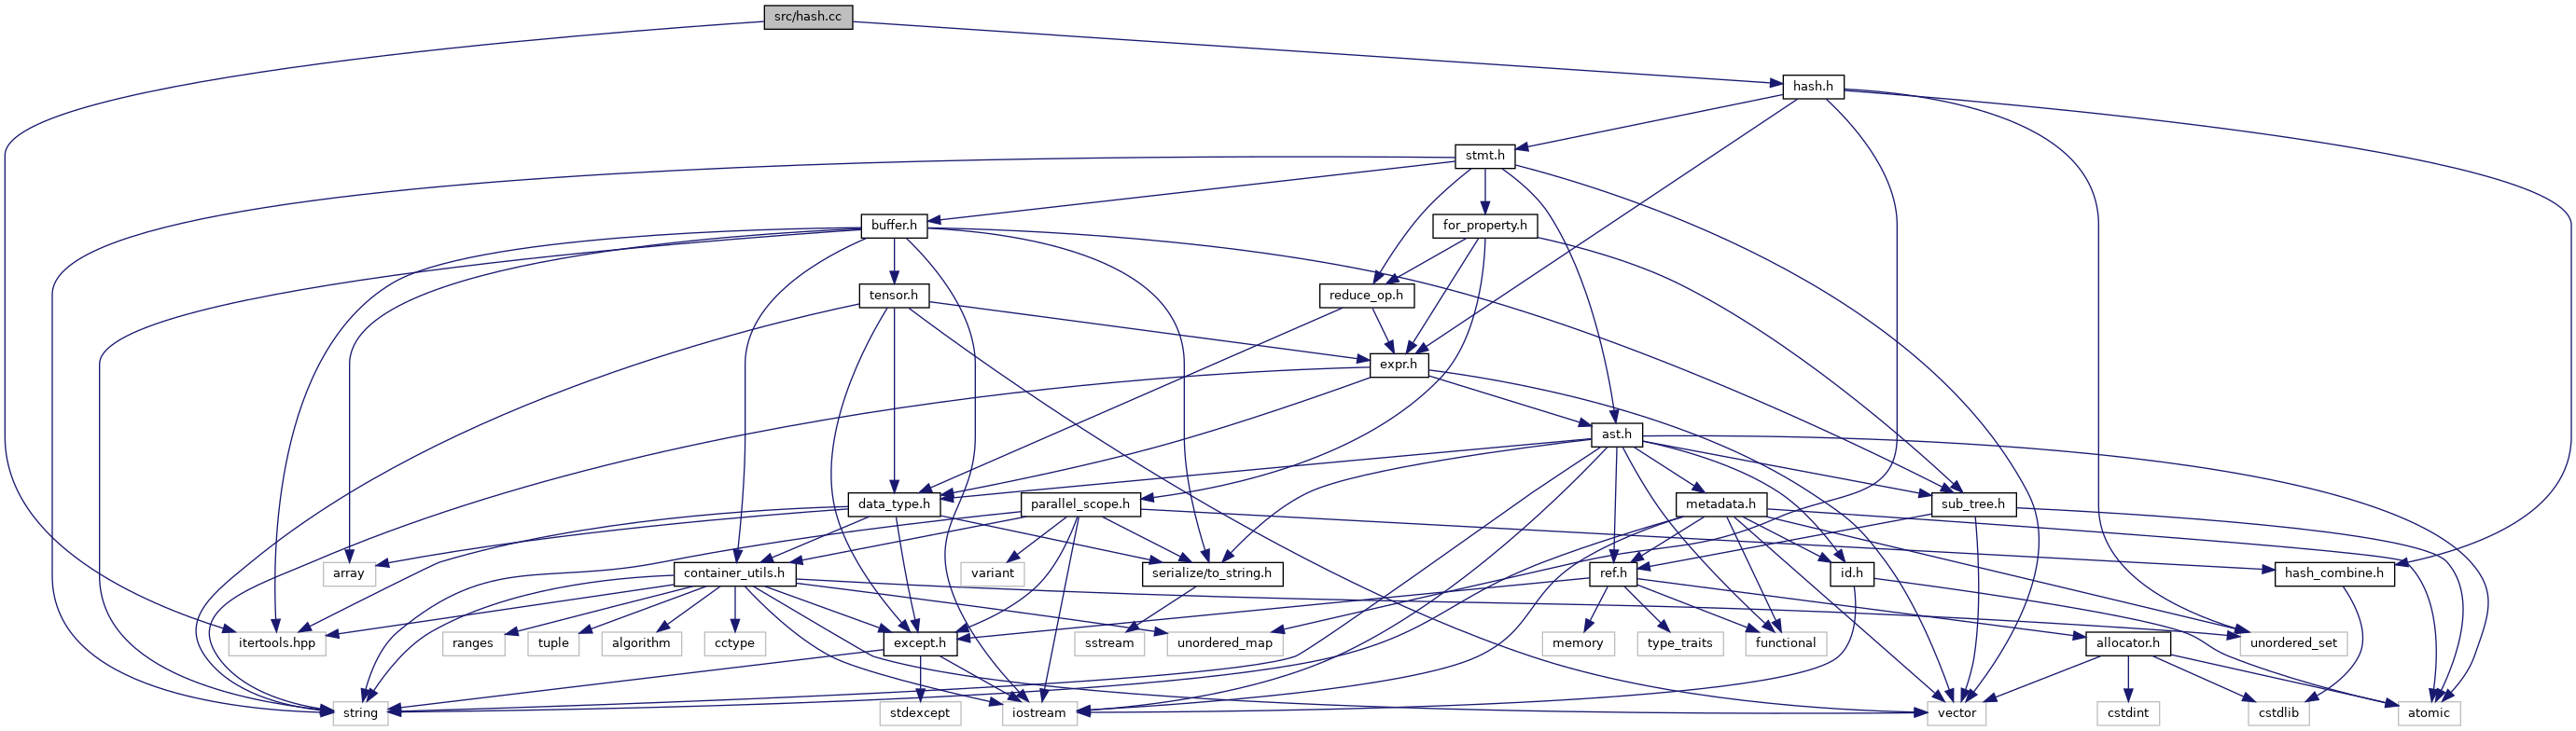 src/hash.cc
hash.h
stmt.h
buffer.h
for_property.h
tensor.h
reduce_op.h
expr.h
ast.h
data_type.h
parallel_scope.h
metadata.h
sub_tree.h
array
container_utils.h
variant
serialize/to_string.h
ref.h
id.h
hash_combine.h
itertools.hpp
ranges
tuple
algorithm
cctype
except.h
sstream
unordered_map
memory
type_traits
functional
allocator.h
unordered_set
string
stdexcept
iostream
vector
cstdint
cstdlib
atomic